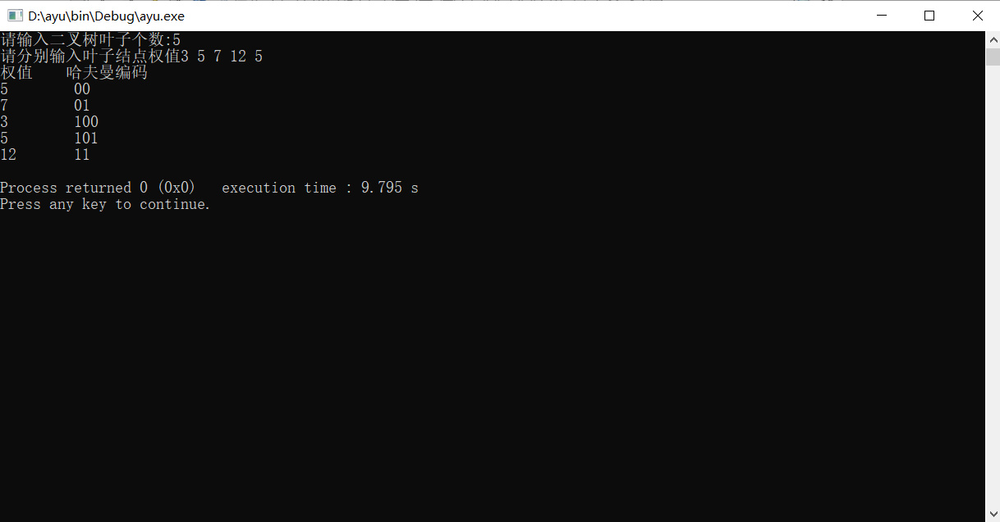 D:\ayu\bin\Debug\ayu.exe
请输入二叉树叶子个数:5
请分别输入叶子结点权值3 5 7 12 5
权值    哈夫曼编码
5        00
7        01
3        100
5        101
12       11
Process returned 0 (0x0)   execution time : 9.795 s
Press any key to continue.